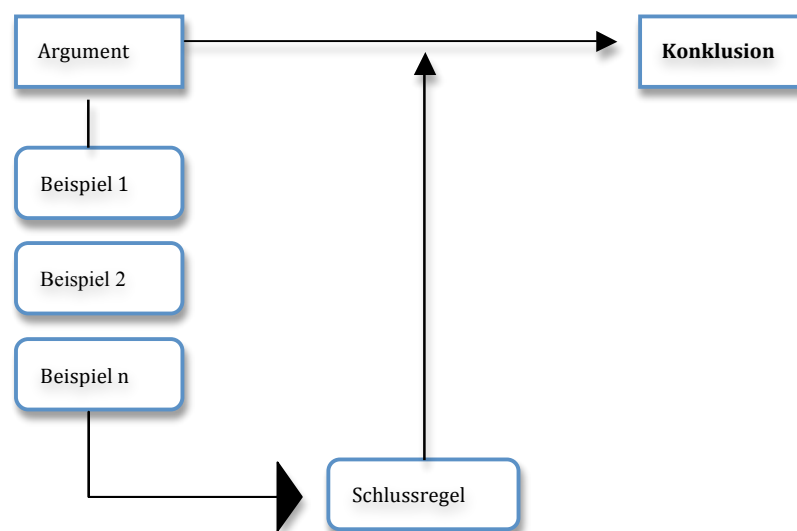 Argument
Konklusion
Beispiel 1
Beispiel 2
Beispiel n
Schlussregel